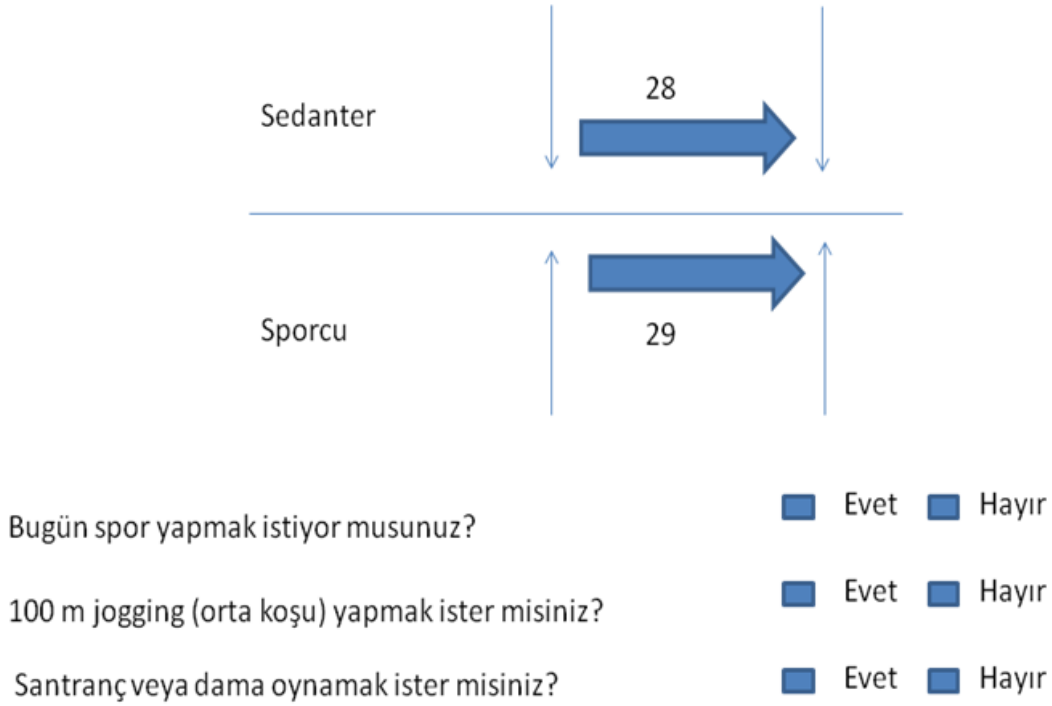 28
Sedanter
Sporcu
29
Bugün spor yapmak istiyor musunuz? Evet Hayır
100 m jogging (orta koşu) yapmak ister misiniz? Evet Hayır
Santranç veya dama oynamak ister misiniz? Evet Hayır